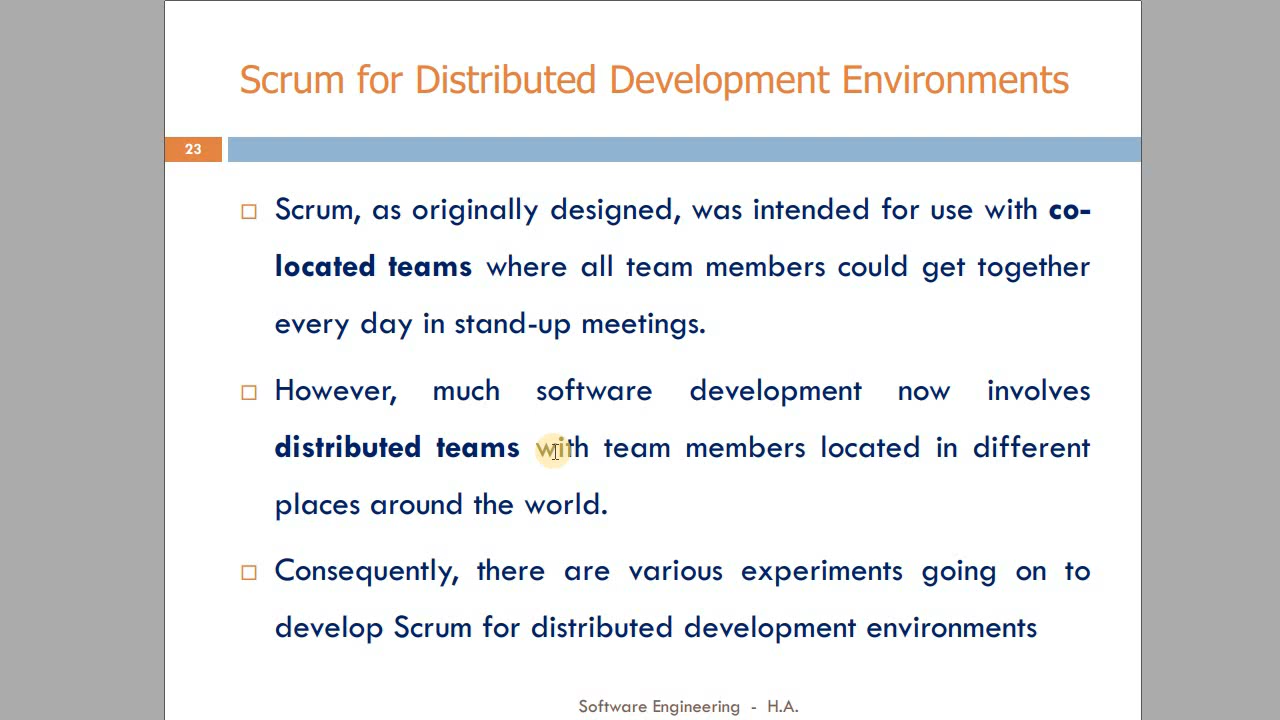 Scrum for Distributed Development Environments
23
Scrum, as originally designed, was intended for use with co-
located teams where all team members could get together
every day in stand-up meetings.
However, much software development now involves
distributed teams with team members located in different
places around the world.
Consequently, there are various experiments going on to
develop Scrum for distributed development environments
Software Engineering - H.A.